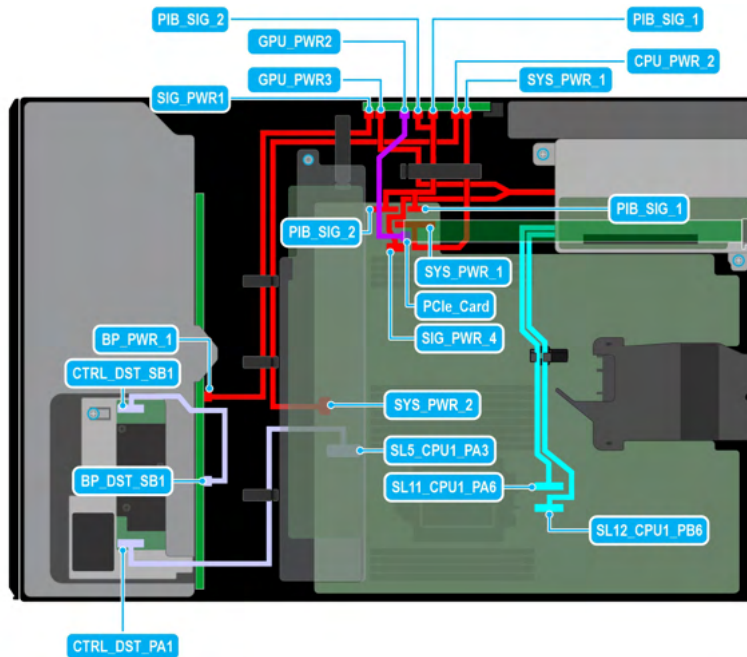 PIB_SIG_2
PIB_SIG_1
GPU_PWR2
CPU_PWR_2
GPU_PWR3
SYS_PWR_1
SIG_PWR1
PIB_SIG_1
PIB_SIG_2
SYS_PWR_1
PCIe_Card
BP_PWR_1
SIG_PWR_4
CTRL_DST_SB1
SYS_PWR_2
SL5_CPU1_PA3
BP_DST_SB1
SL11_CPU1_PA6
SL12_CPU1_PB6
CTRL_DST_PA1